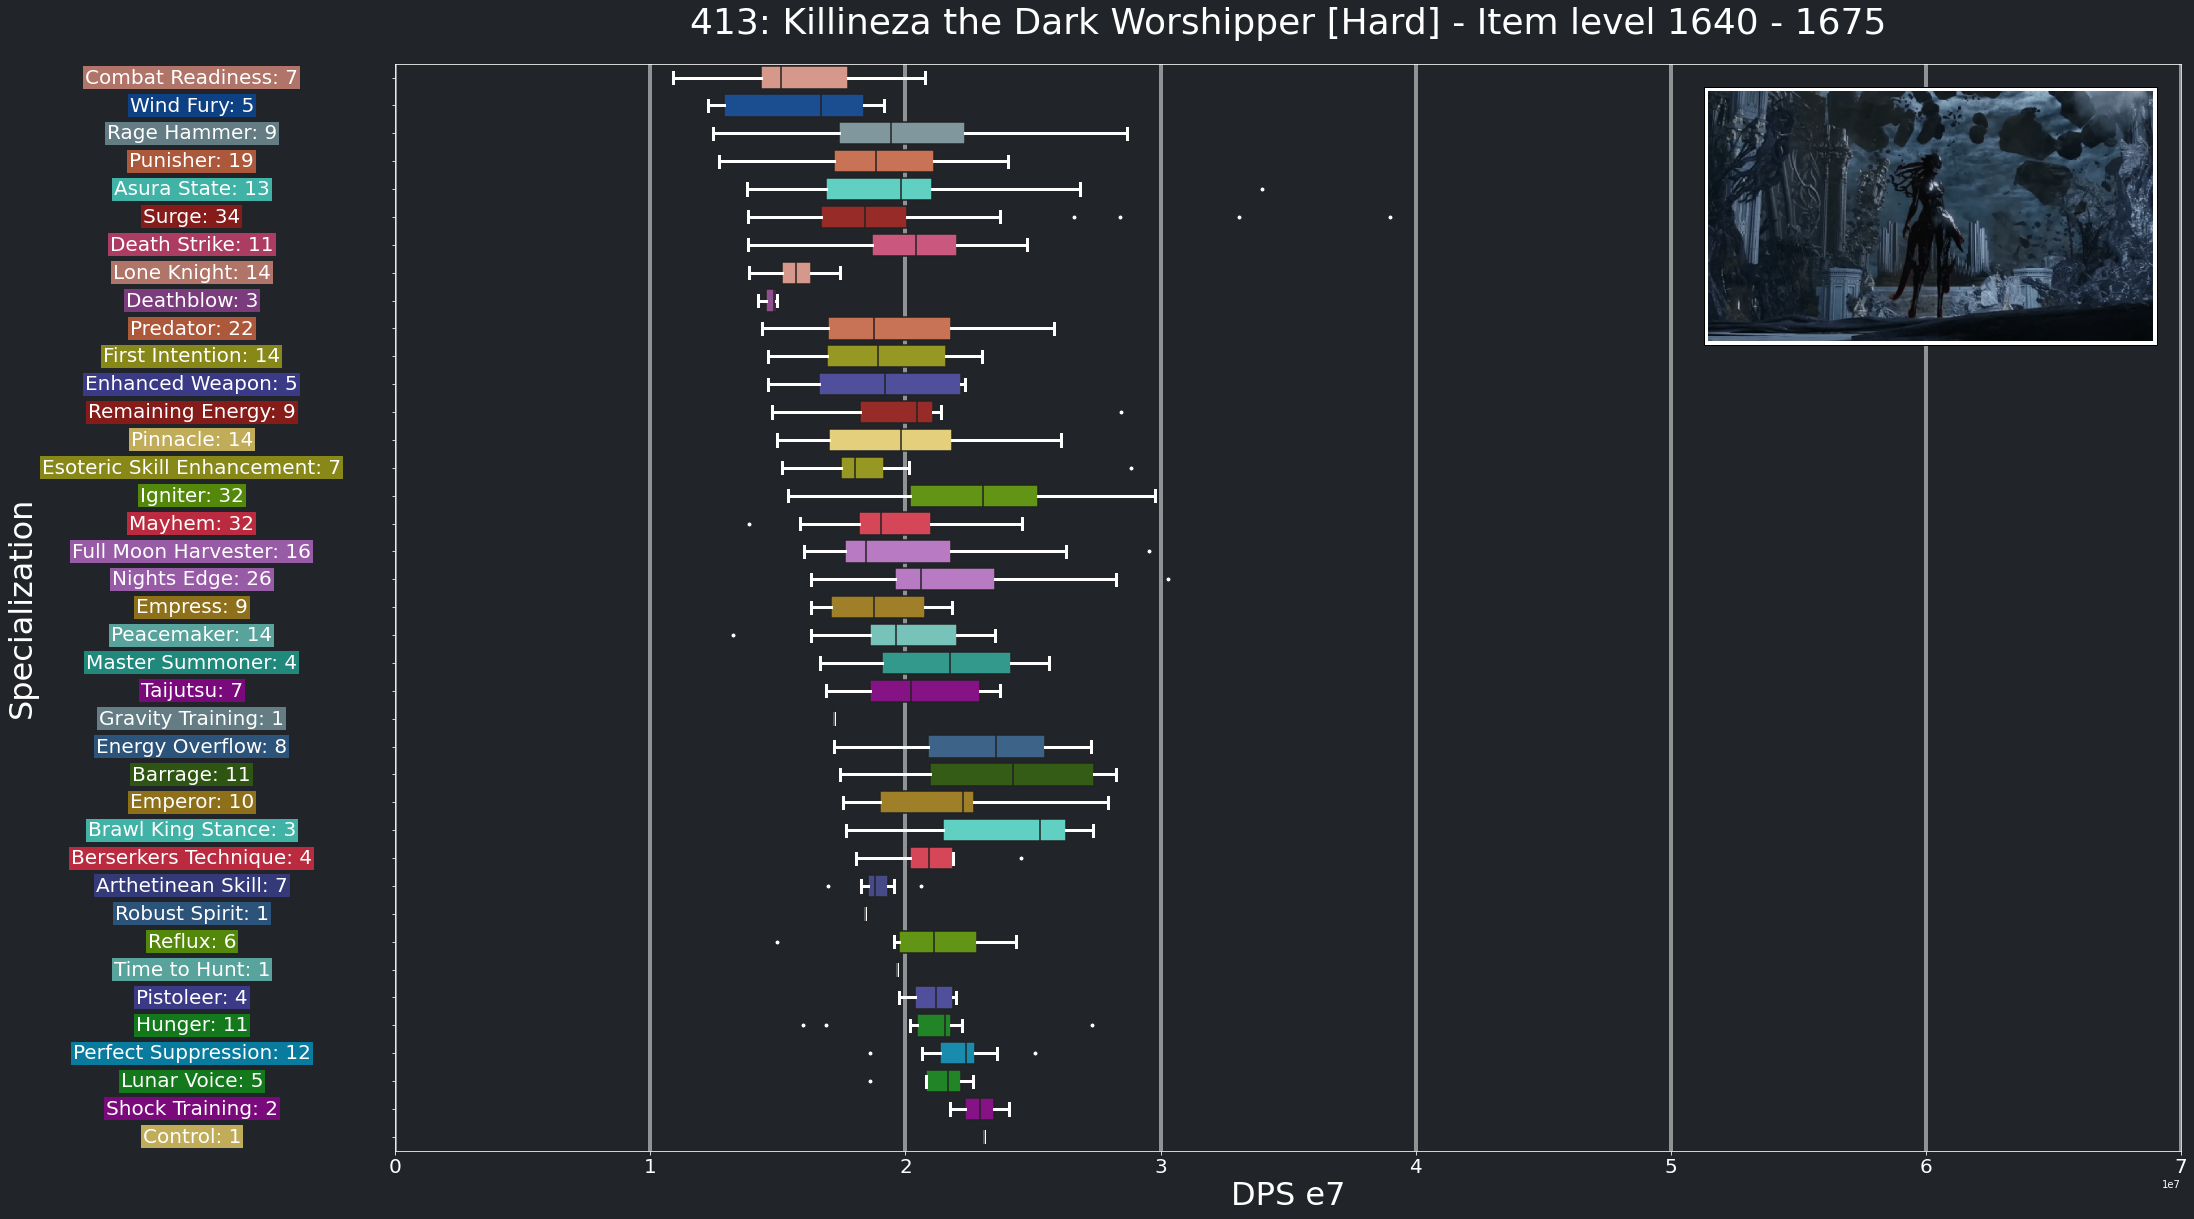 413: Killineza the Dark Worshipper [Hard] - Item level 1640 - 1675
Combat Readiness: 7
Wind Fury: 5
Rage Hammer: 9
Punisher: 19
Asura State: 13
Surge: 34
Death Strike: 11
Lone Knight: 14
Deathblow: 3
Predator: 22
First Intention: 14
Enhanced Weapon: 5
Remaining Energy: 9
Pinnacle: 14
Esoteric Skill Enhancement: 7
Igniter: 32
Mayhem: 32
Full Moon Harvester: 16
Nights Edge: 26
Empress: 9
Peacemaker: 14
Master Summoner: 4
Taijutsu: 7
Gravity Training: 1
Energy Overflow: 8
Barrage: 11
Emperor: 10
Brawl King Stance: 3
Berserkers Technique: 4
Arthetinean Skill: 7
Robust Spirit: 1
Reflux: 6
Time to Hunt: 1
Pistoleer: 4
Hunger: 11
Perfect Suppression: 12
Lunar Voice: 5
Shock Training: 2
Control: 1
Specialization
0 1 2 3 4 5 6 7
1e7
DPS e7